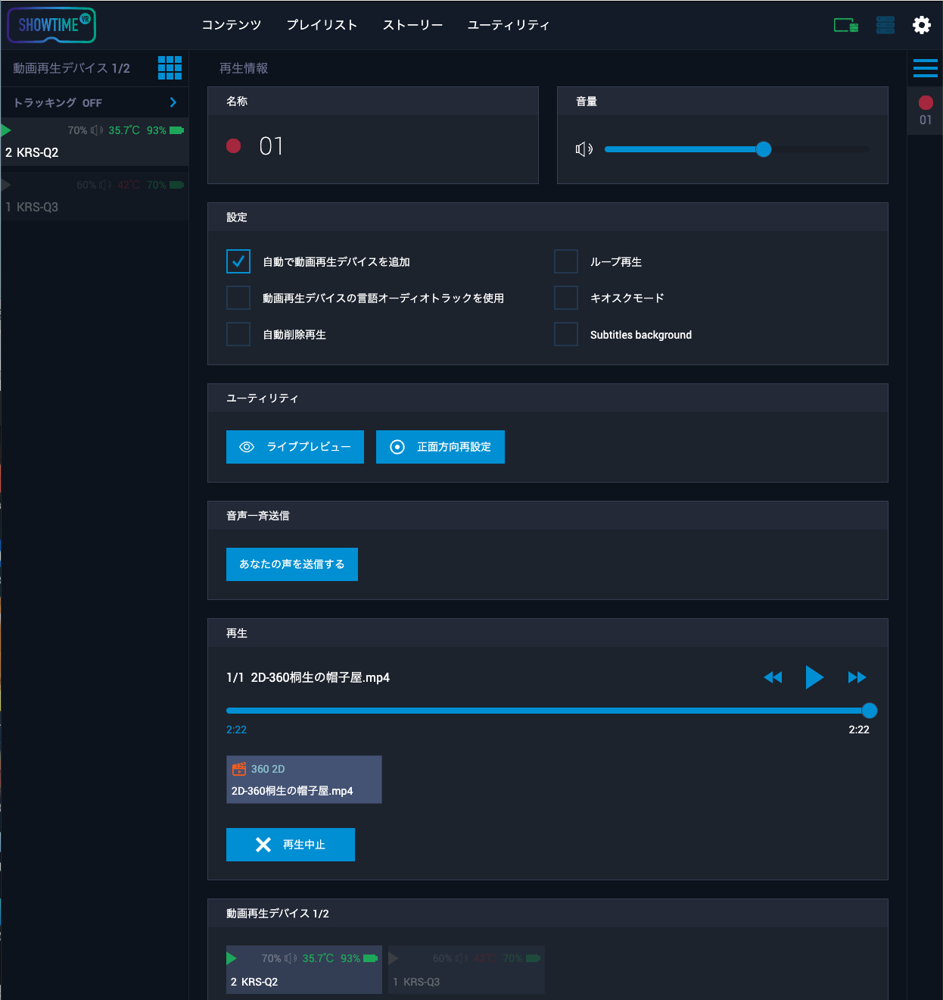 SHOWTIME VR
コンテンツ プレイリスト ストーリー ユーティリティ
動画再生デバイス 1/2
トラッキング OFF
70% 35.7℃ 93%
2 KRS-Q2
60% 42℃ 70%
1 KRS-Q3
再生情報
名称
01
音量
01
設定
自動で動画再生デバイスを追加
ループ再生
動画再生デバイスの言語オーディオトラックを使用
キオスクモード
自動削除再生
Subtitles background
ユーティリティ
ライブプレビュー
正面方向再設定
音声一斉送信
あなたの声を送信する
再生
1/1 2D-360桐生の帽子屋.mp4
2:22
2:22
360 2D
2D-360桐生の帽子屋.mp4
再生中止
動画再生デバイス 1/2
70% 35.7℃ 93%
2 KRS-Q2
60% 42℃ 70%
1 KRS-Q3